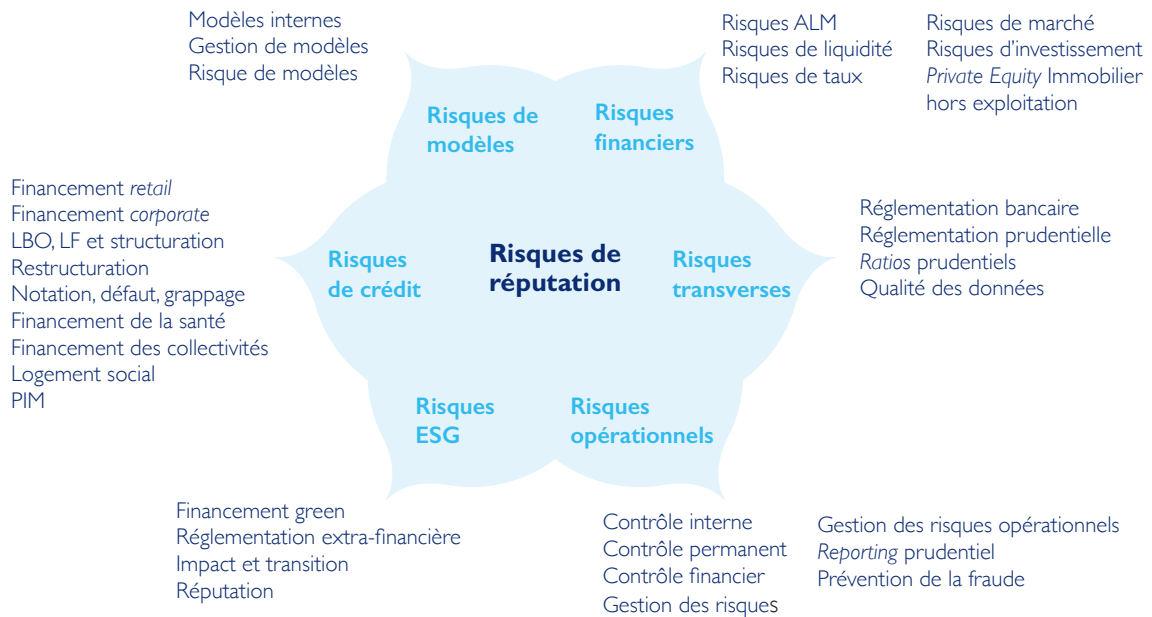 Modèles internes
Gestion de modèles
Risque de modèles
Risques ALM
Risques de liquidité
Risques de taux
Risques de marché
Risques d'investissement
Private Equity Immobilier
hors exploitation
Risques de
modèles
Risques
financiers
Financement retail
Financement corporate
LBO, LF et structuration
Restructuration
Notation, défaut, grappage
Financement de la santé
Financement des collectivités
Logement social
PIM
Risques
de crédit
Risques de
réputation
Risques
transverses
Réglementation bancaire
Réglementation prudentielle
Ratios prudentiels
Qualité des données
Risques
ESG
Risques
opérationnels
Financement green
Réglementation extra-financière
Impact et transition
Réputation
Contrôle interne
Contrôle permanent
Contrôle financier
Gestion des risques
Gestion des risques opérationnels
Reporting prudentiel
Prévention de la fraude